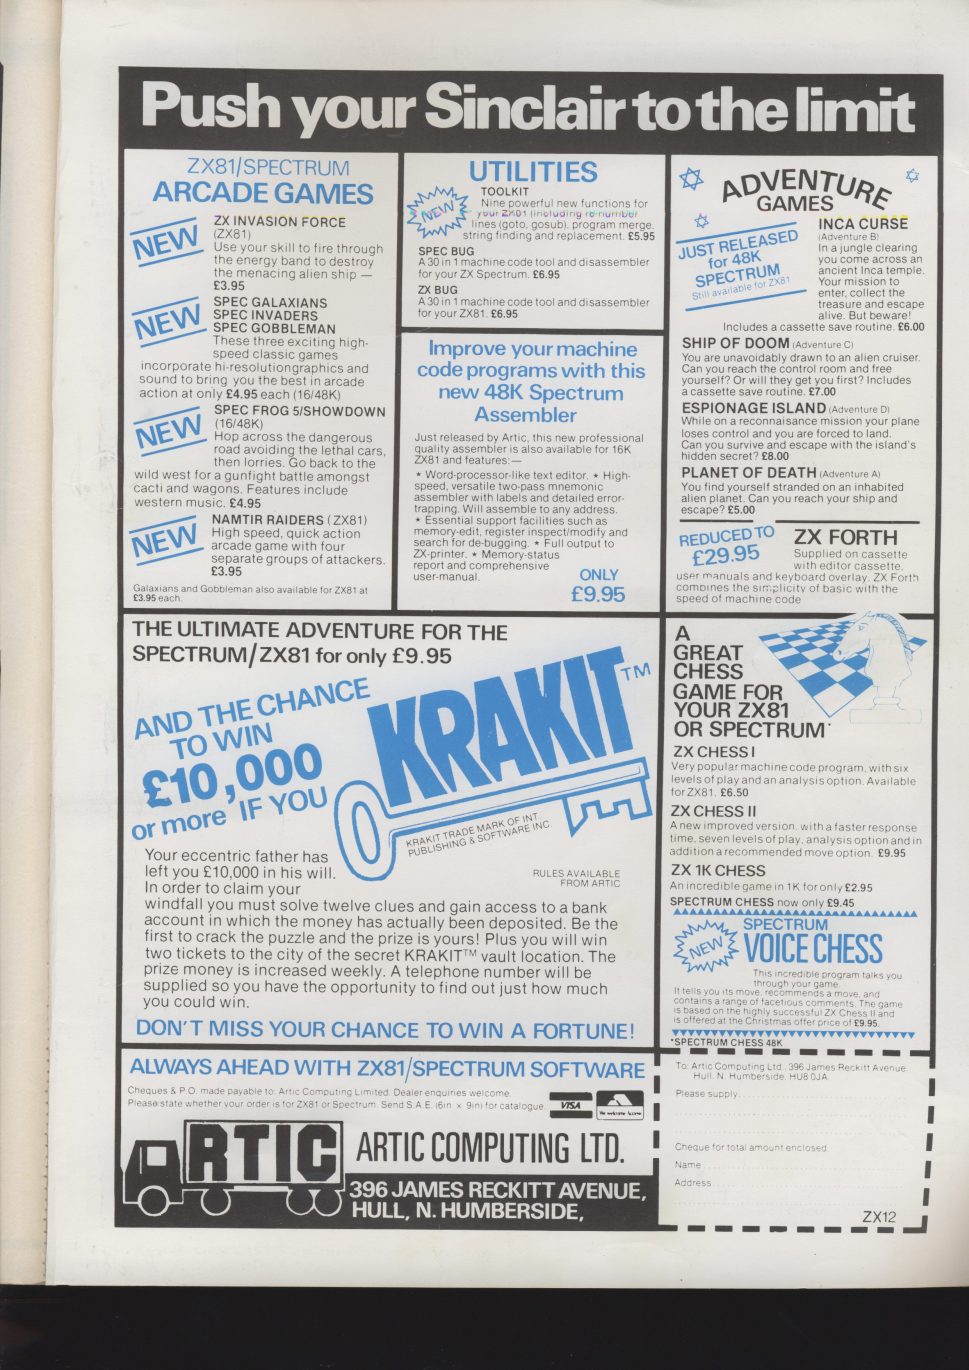 Push your Sinclair to the limit
ZX81/SPECTRUM
ARCADE GAMES
NEW
ZX INVASION FORCE
(ZX81)
Use your skill to fire through
the energy band to destroy
the menacing alien ship —
£3.95
NEW
SPEC GALAXIANS
SPEC INVADERS
SPEC GOBBLEMAN
These three exciting high-
speed classic games
incorporate hi-resolutiongraphics and
sound to bring you the best in arcade
action at only £4.95 each (16/48K)
NEW
SPEC FROG 5/SHOWDOWN
(16/48K)
Hop across the dangerous
road avoiding the lethal cars,
then lorries. Go back to the
wild west for a gunfight battle amongst
cacti and wagons. Features include
western music. £4.95
NEW
NAMTIR RAIDERS (ZX81)
High speed, quick action
arcade game with four
separate groups of attackers.
£3.95
Galaxians and Gobbleman also available for ZX81 at
£3.95 each.
UTILITIES
NEW
TOOLKIT
Nine powerful new functions for
your ZX81 (including re-number
lines (goto, gosub), program merge,
string finding and replacement. £5.95
SPEC BUG
A 30 in 1 machine code tool and disassembler
for your ZX Spectrum. £6.95
ZX BUG
A 30 in 1 machine code tool and disassembler
for your ZX81. £6.95
Improve your machine
code programs with this
new 48K Spectrum
Assembler
Just released by Artic, this new professional
quality assembler is also available for 16K
ZX81 and features:—
* Word-processor-like text editor. * High-
speed, versatile two-pass mnemonic
assembler with labels and detailed error-
trapping. Will assemble to any address.
* Essential support facilities such as
memory-edit, register inspect/modify and
search for de-bugging. * Full output to
ZX-printer. * Memory-status
report and comprehensive
user-manual.
ONLY
£9.95
ADVENTURE
GAMES
JUST RELEASED
for 48K
SPECTRUM
Still available for ZX81
INCA CURSE
(Adventure B)
In a jungle clearing
you come across an
ancient Inca temple.
Your mission to
enter, collect the
treasure and escape
alive. But beware!
Includes a cassette save routine. £6.00
SHIP OF DOOM (Adventure C)
You are unavoidably drawn to an alien cruiser.
Can you reach the control room and free
yourself? Or will they get you first? Includes
a cassette save routine. £7.00
ESPIONAGE ISLAND (Adventure D)
While on a reconnaisance mission your plane
loses control and you are forced to land.
Can you survive and escape with the island's
hidden secret? £8.00
PLANET OF DEATH (Adventure A)
You find yourself stranded on an inhabited
alien planet. Can you reach your ship and
escape? £5.00
REDUCED TO
£29.95
ZX FORTH
Supplied on cassette
with editor cassette,
user manuals and keyboard overlay. ZX Forth
combines the simplicity of basic with the
speed of machine code
THE ULTIMATE ADVENTURE FOR THE
SPECTRUM/ZX81 for only £9.95
AND THE CHANCE
TO WIN
£10,000
or more IF YOU
KRAKIT™
KRAKIT TRADE MARK OF INT.
PUBLISHING & SOFTWARE INC.
RULES AVAILABLE
FROM ARTIC
Your eccentric father has
left you £10,000 in his will.
In order to claim your
windfall you must solve twelve clues and gain access to a bank
account in which the money has actually been deposited. Be the
first to crack the puzzle and the prize is yours! Plus you will win
two tickets to the city of the secret KRAKIT™ vault location. The
prize money is increased weekly. A telephone number will be
supplied so you have the opportunity to find out just how much
you could win.
DON'T MISS YOUR CHANCE TO WIN A FORTUNE!
A
GREAT
CHESS
GAME FOR
YOUR ZX81
OR SPECTRUM*
ZX CHESS I
Very popular machine code program, with six
levels of play and an analysis option. Available
for ZX81. £6.50
ZX CHESS II
A new improved version, with a faster response
time, seven levels of play, analysis option and in
addition a recommended move option. £9.95
ZX 1K CHESS
An incredible game in 1K for only £2.95
SPECTRUM CHESS now only £9.45
NEW
SPECTRUM
VOICE CHESS
This incredible program talks you
through your game.
It tells you its move, recommends a move, and
contains a range of facetious comments. The game
is based on the highly successful ZX Chess II and
is offered at the Christmas offer price of £9.95.
*SPECTRUM CHESS 48K
ALWAYS AHEAD WITH ZX81/SPECTRUM SOFTWARE
Cheques & P.O. made payable to: Artic Computing Limited. Dealer enquiries welcome.
Please state whether your order is for ZX81 or Spectrum. Send S.A.E. (6in × 9in) for catalogue.
VISA
We welcome Access
ARTIC
ARTIC COMPUTING LTD.
396 JAMES RECKITT AVENUE,
HULL, N. HUMBERSIDE,
To: Artic Computing Ltd., 396 James Reckitt Avenue,
Hull, N. Humberside, HU8 0JA.
Please supply
Cheque for total amount enclosed
Name
Address
ZX12